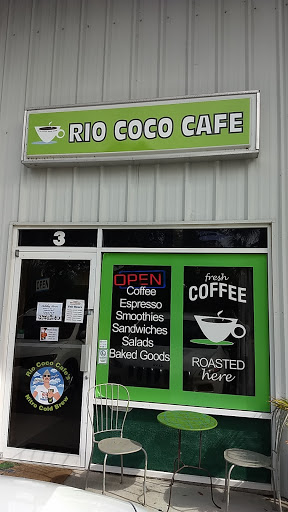 RIO COCO CAFE
3
OPEN
Coffee
Espresso
Smoothies
Sandwiches
Salads
Baked Goods
fresh
COFFEE
ROASTED
here
Rio Coco Cafe's
Nitro Cold Brew